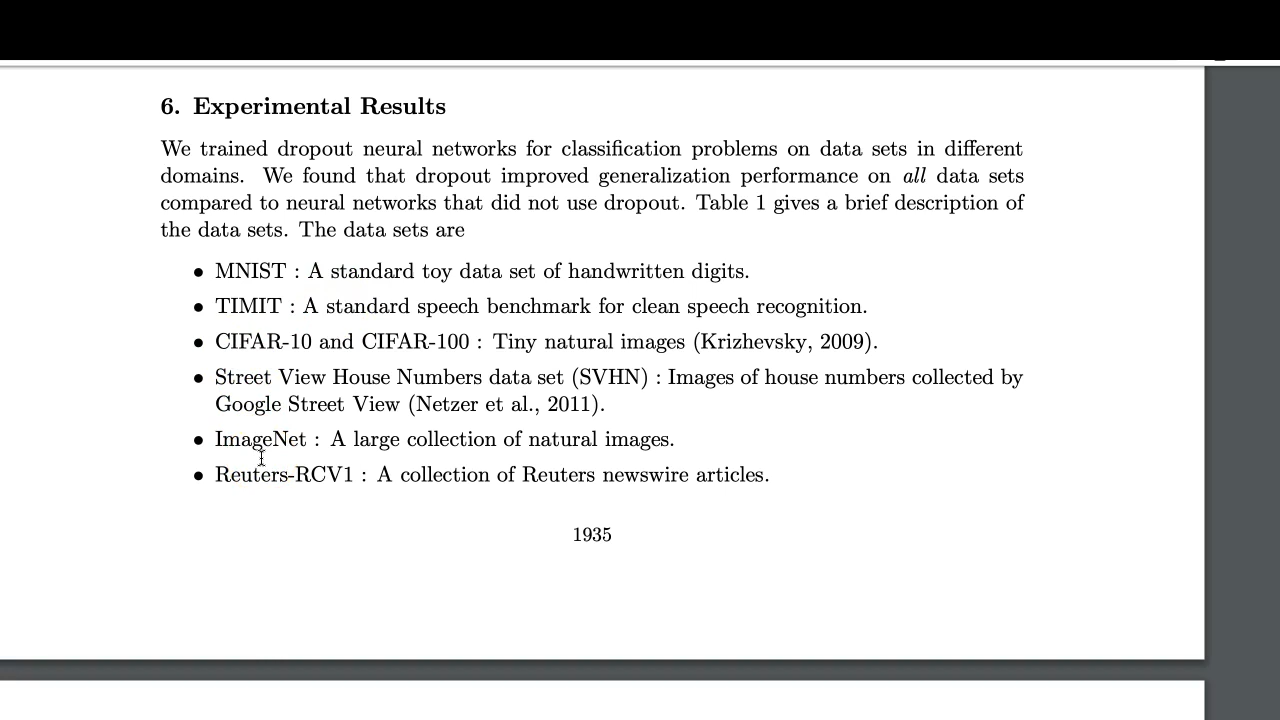 6. Experimental Results
We trained dropout neural networks for classification problems on data sets in different
domains. We found that dropout improved generalization performance on all data sets
compared to neural networks that did not use dropout. Table 1 gives a brief description of
the data sets. The data sets are
• MNIST : A standard toy data set of handwritten digits.
• TIMIT : A standard speech benchmark for clean speech recognition.
• CIFAR-10 and CIFAR-100 : Tiny natural images (Krizhevsky, 2009).
• Street View House Numbers data set (SVHN) : Images of house numbers collected by
Google Street View (Netzer et al., 2011).
• ImageNet : A large collection of natural images.
• Reuters-RCV1 : A collection of Reuters newswire articles.
1935